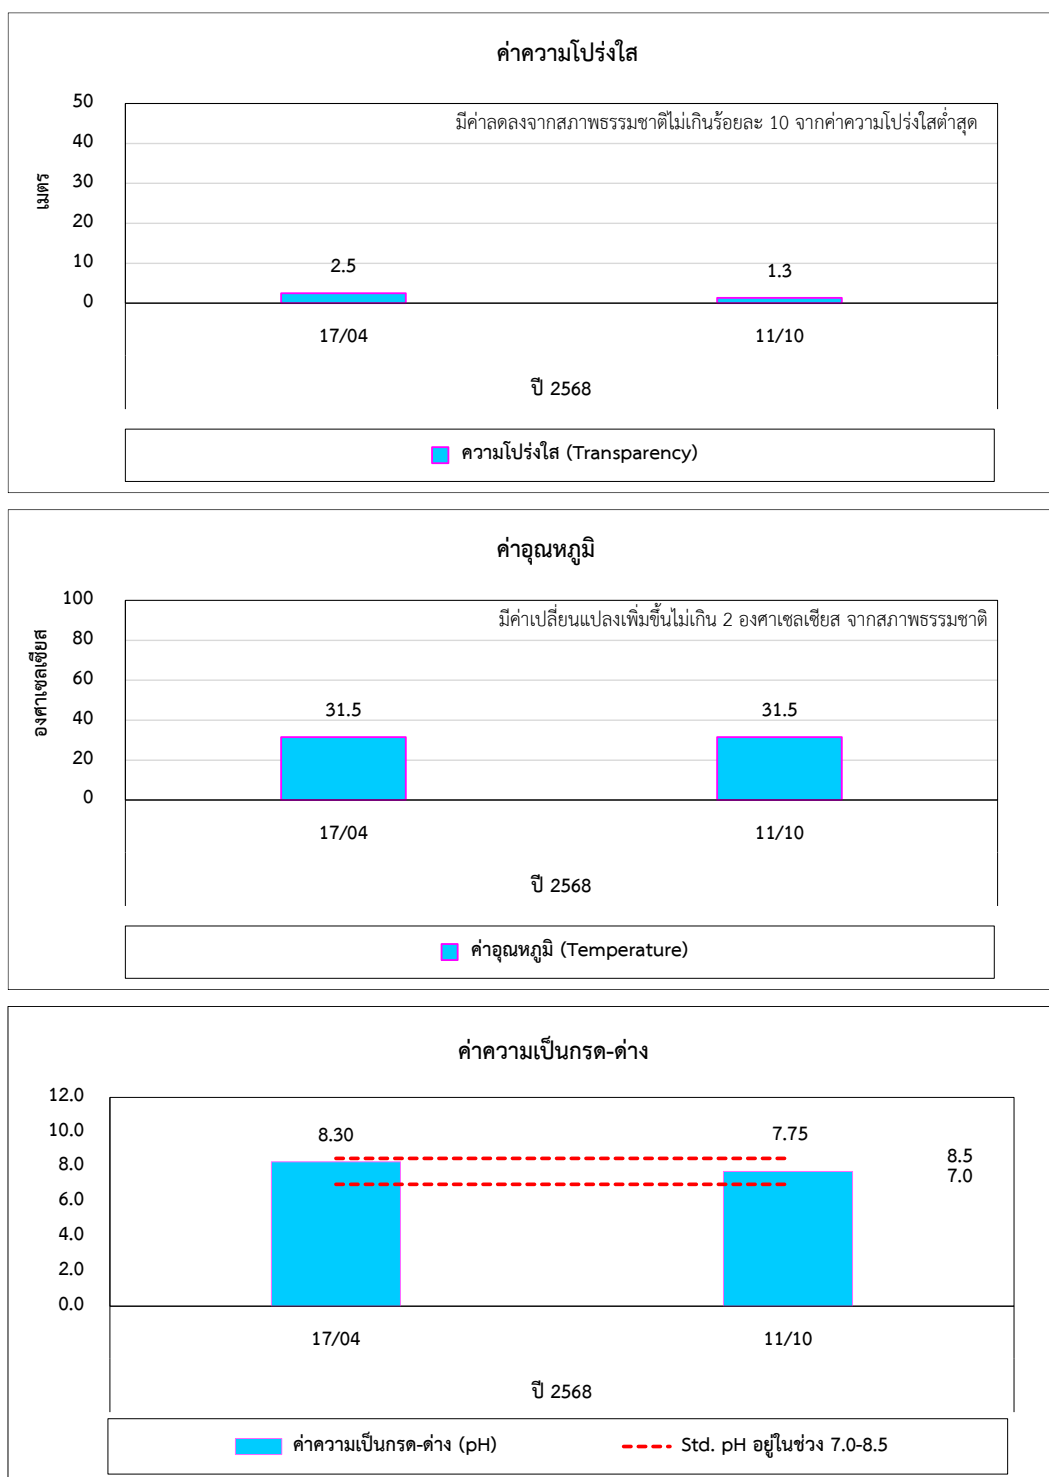 ค่าความโปร่งใส
มีค่าลดลงจากสภาพธรรมชาติไม่เกินร้อยละ 10 จากค่าความโปร่งใสต่ำสุด
เมตร
50
40
30
20
10
0
2.5
1.3
17/04
11/10
ปี 2568
ความโปร่งใส (Transparency)
ค่าอุณหภูมิ
มีค่าเปลี่ยนแปลงเพิ่มขึ้นไม่เกิน 2 องศาเซลเซียส จากสภาพธรรมชาติ
องศาเซลเซียส
100
80
60
40
20
0
31.5
31.5
17/04
11/10
ปี 2568
ค่าอุณหภูมิ (Temperature)
ค่าความเป็นกรด-ด่าง
12.0
10.0
8.0
6.0
4.0
2.0
0.0
8.30
7.75
8.5
7.0
17/04
11/10
ปี 2568
ค่าความเป็นกรด-ด่าง (pH)
Std. pH อยู่ในช่วง 7.0-8.5